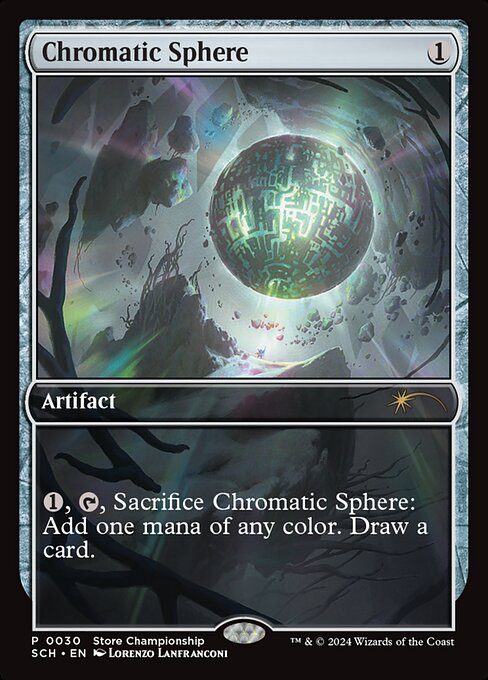 Chromatic Sphere 1
Artifact
1, T, Sacrifice Chromatic Sphere:
Add one mana of any color. Draw a
card.
P 0030 Store Championship
SCH • EN Lorenzo Lanfranconi
™ & © 2024 Wizards of the Coast